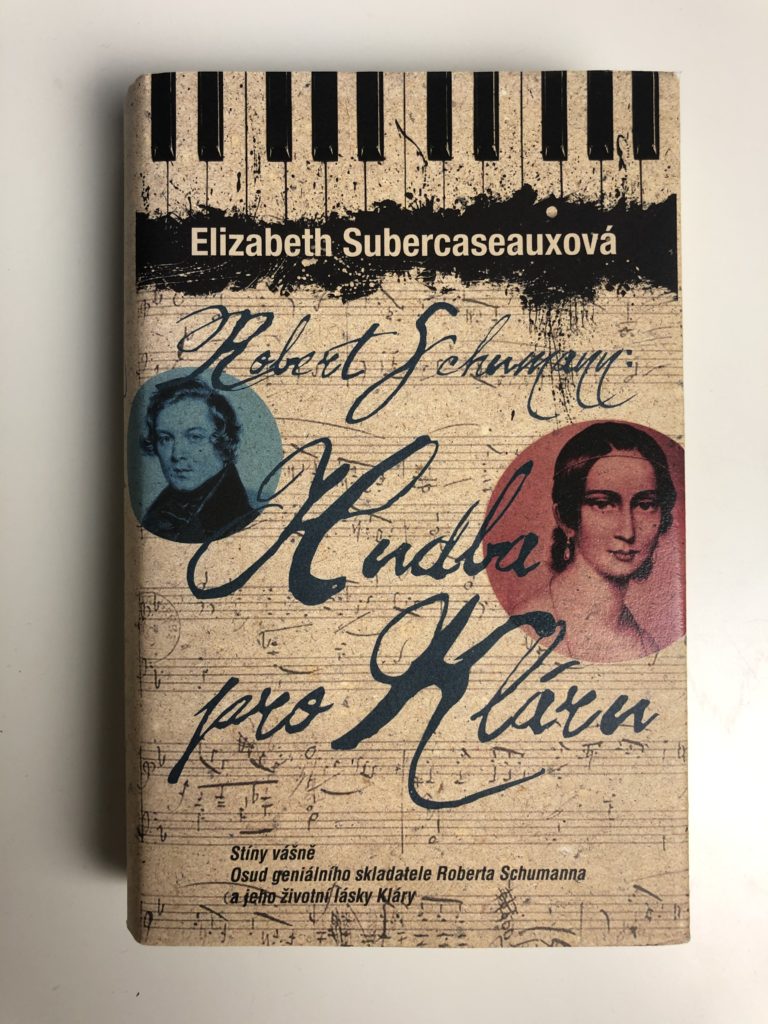 Elizabeth Subercaseauxová
Robert Schumann:
Hudba
pro Kláru
Stíny vášně
Osud geniálního skladatele Roberta Schumanna
a jeho životní lásky Kláry